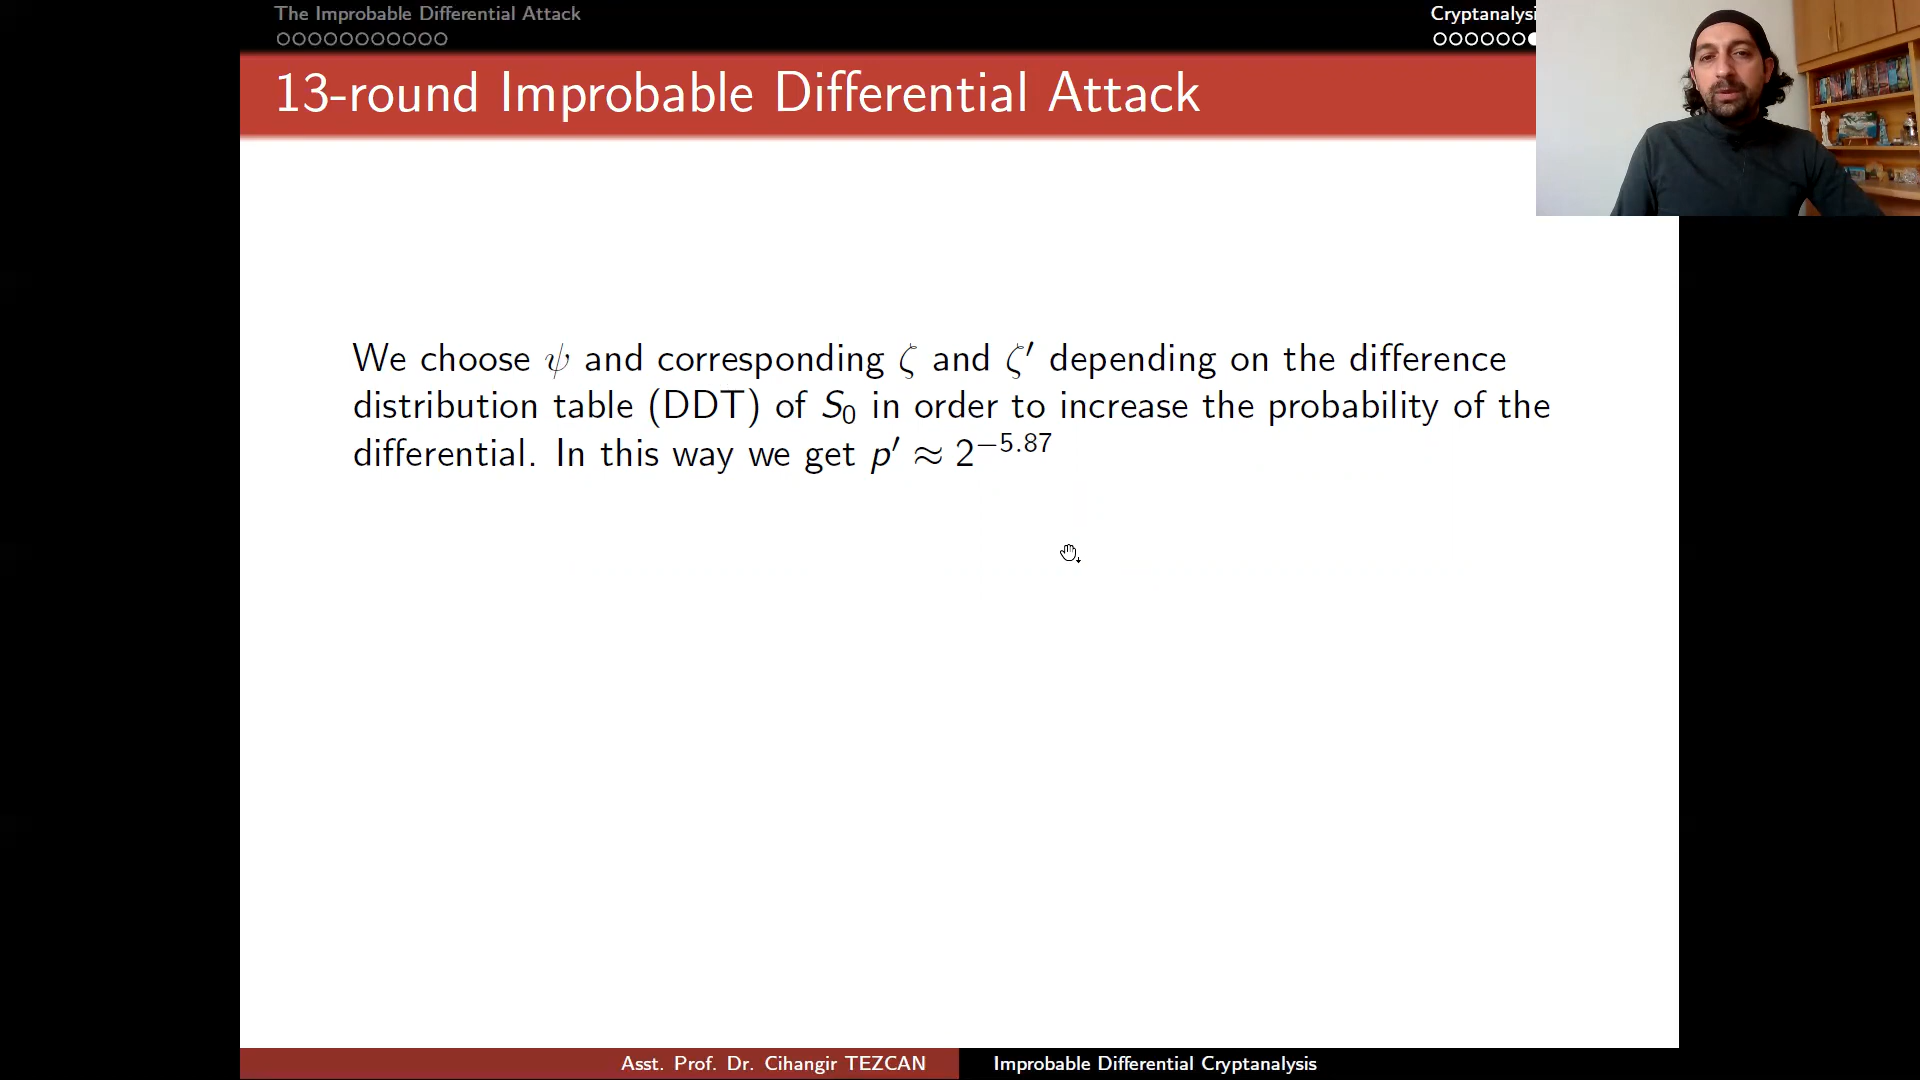 The Improbable Differential Attack
Cryptanalysi
13-round Improbable Differential Attack
We choose ψ and corresponding ζ and ζ′ depending on the difference
distribution table (DDT) of S₀ in order to increase the probability of the
differential. In this way we get p′ ≈ 2⁻⁵·⁸⁷
Asst. Prof. Dr. Cihangir TEZCAN
Improbable Differential Cryptanalysis